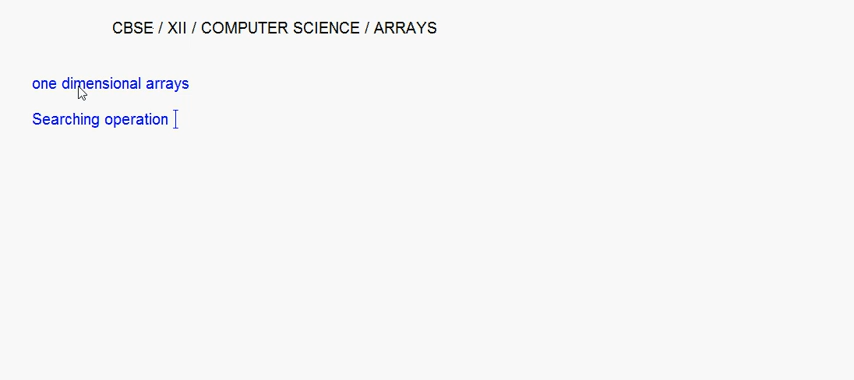 CBSE / XII / COMPUTER SCIENCE / ARRAYS
one dimensional arrays
Searching operation